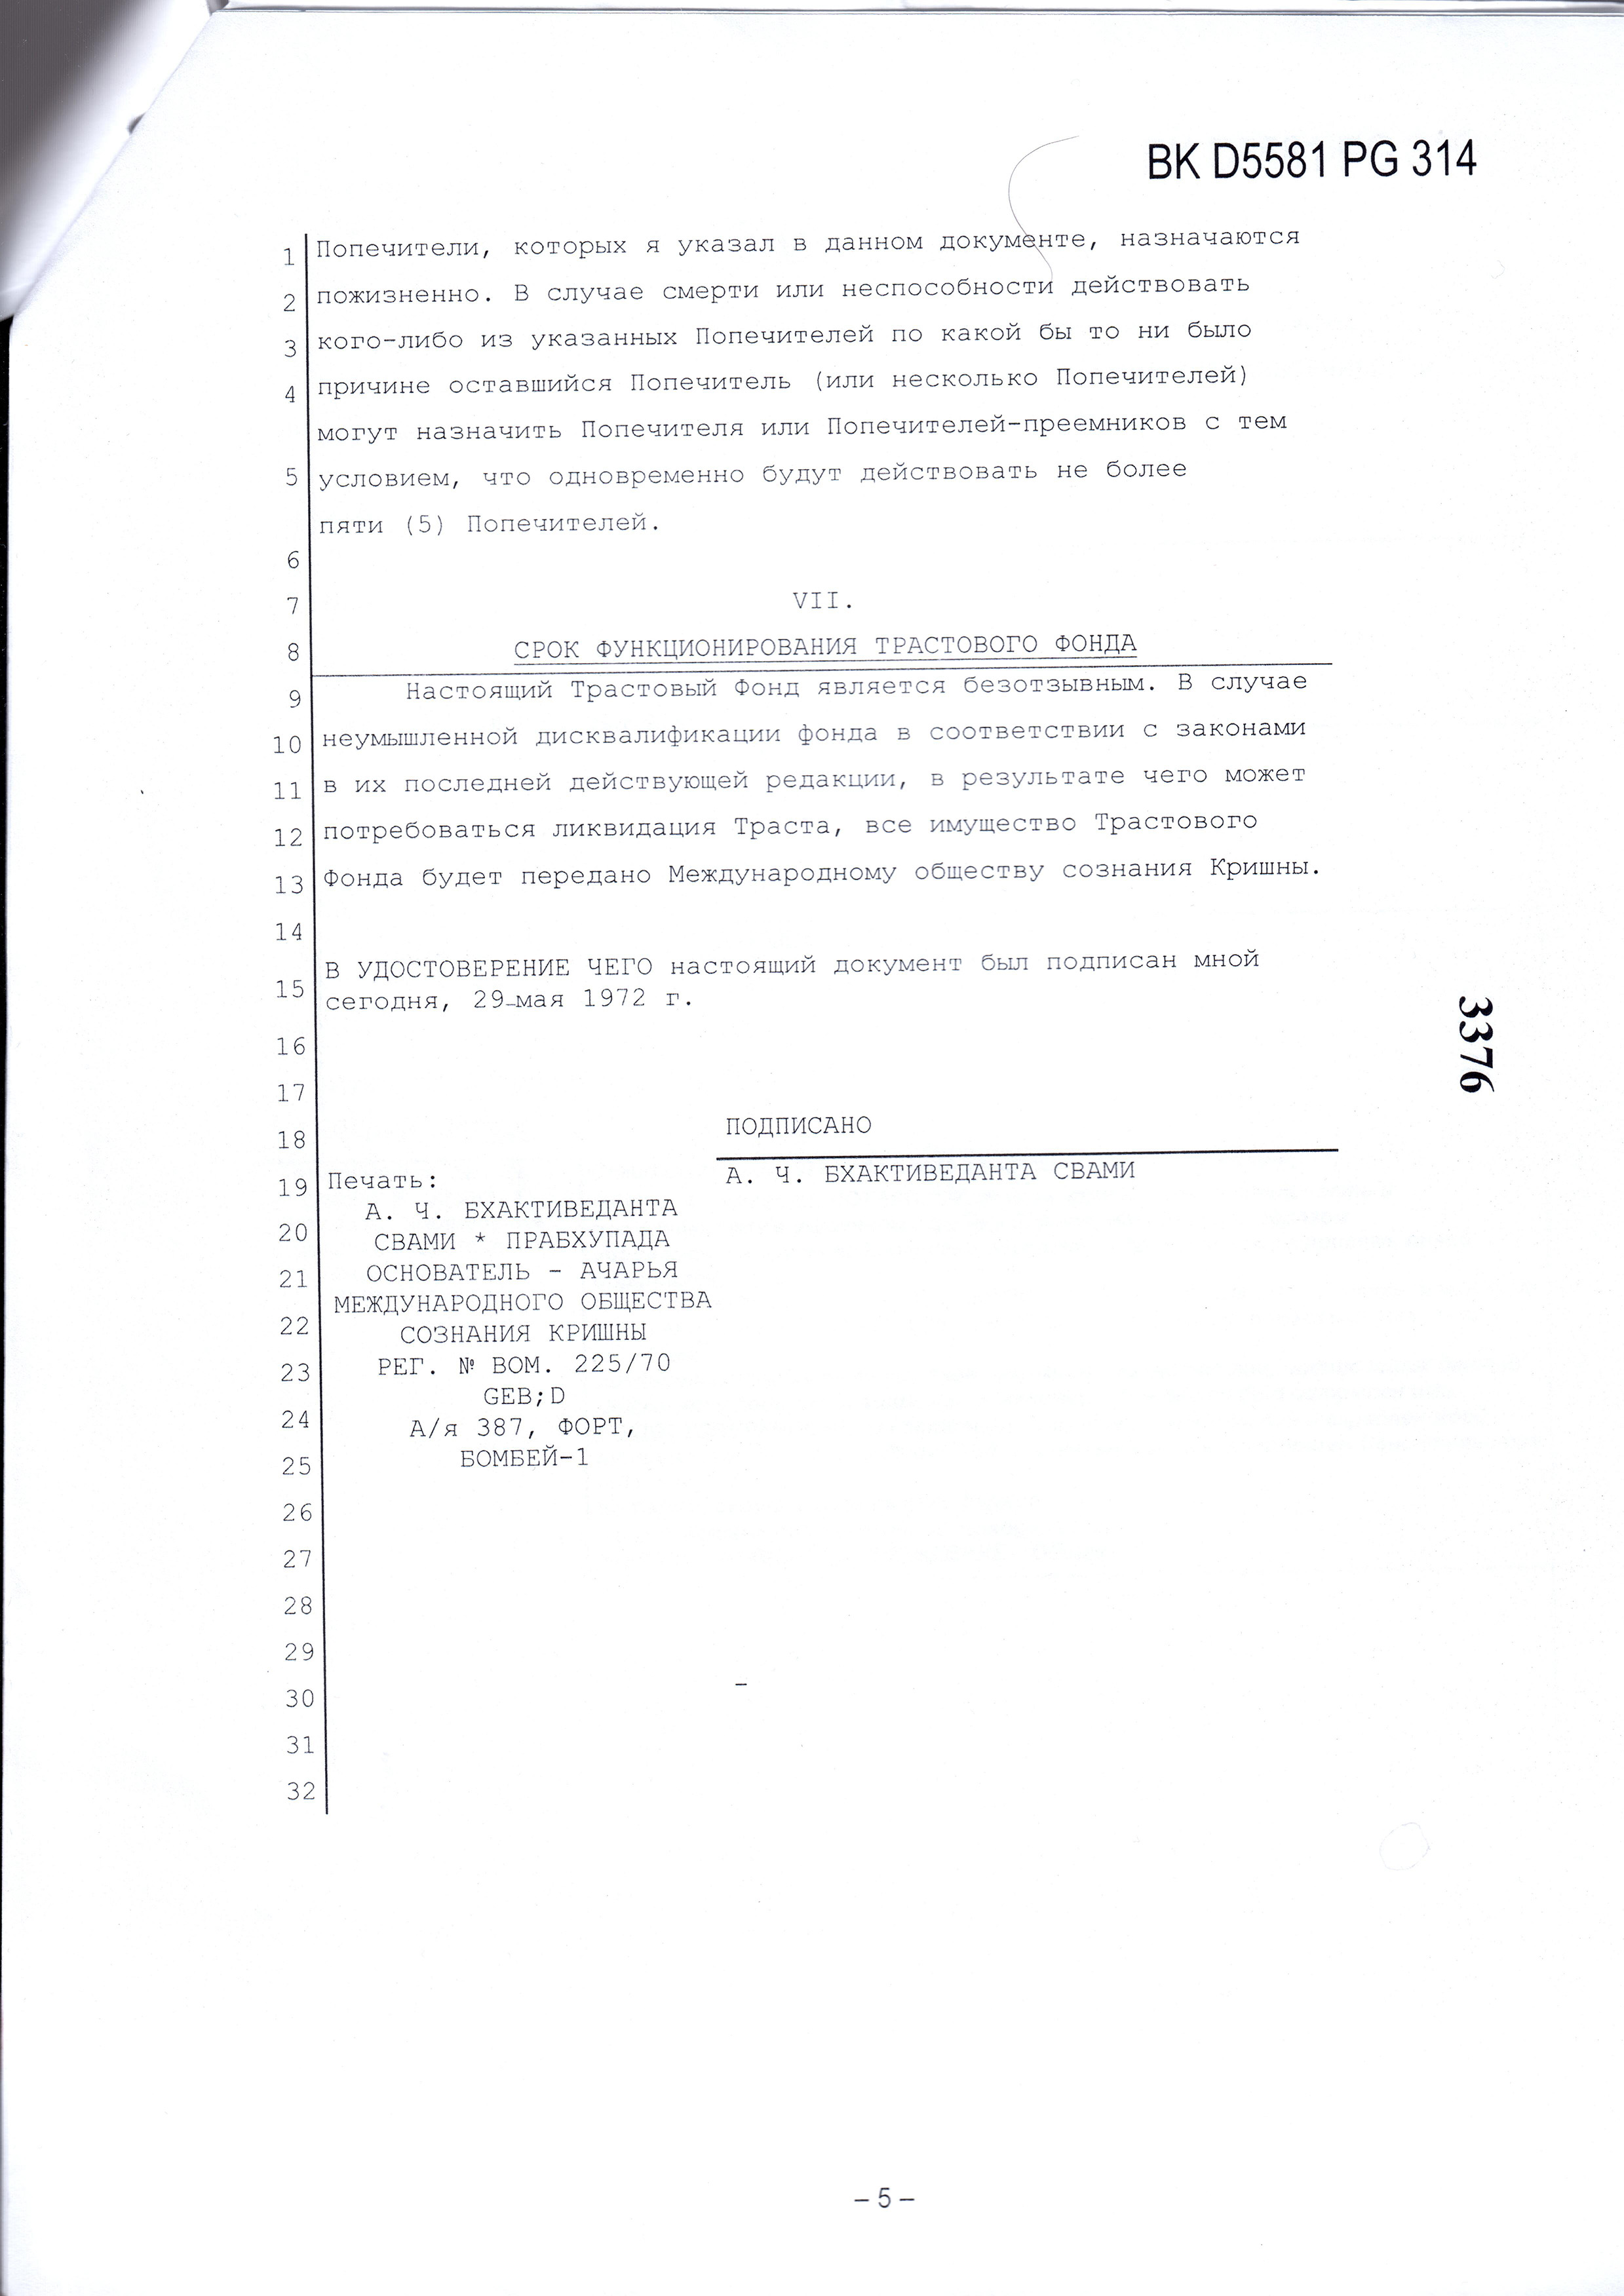 BK D5581 PG 314
1 Попечители, которых я указал в данном документе, назначаются
2 пожизненно. В случае смерти или неспособности действовать
3 кого-либо из указанных Попечителей по какой бы то ни было
4 причине оставшийся Попечитель (или несколько Попечителей)
могут назначить Попечителя или Попечителей-преемников с тем
5 условием, что одновременно будут действовать не более
пяти (5) Попечителей.
6
7 VII.
8 СРОК ФУНКЦИОНИРОВАНИЯ ТРАСТОВОГО ФОНДА
9 Настоящий Трастовый Фонд является безотзывным. В случае
10 неумышленной дисквалификации фонда в соответствии с законами
11 в их последней действующей редакции, в результате чего может
12 потребоваться ликвидация Траста, все имущество Трастового
13 Фонда будет передано Международному обществу сознания Кришны.
14
В УДОСТОВЕРЕНИЕ ЧЕГО настоящий документ был подписан мной
15 сегодня, 29 мая 1972 г.
3376
16
17
18 ПОДПИСАНО
19 Печать: А. Ч. БХАКТИВЕДАНТА СВАМИ
А. Ч. БХАКТИВЕДАНТА
20 СВАМИ * ПРАБХУПАДА
21 ОСНОВАТЕЛЬ - АЧАРЬЯ
МЕЖДУНАРОДНОГО ОБЩЕСТВА
22 СОЗНАНИЯ КРИШНЫ
23 РЕГ. № BOM. 225/70
GEB;D
24 А/я 387, ФОРТ,
25 БОМБЕЙ-1
26
27
28
29
30
31
32
– 5 –